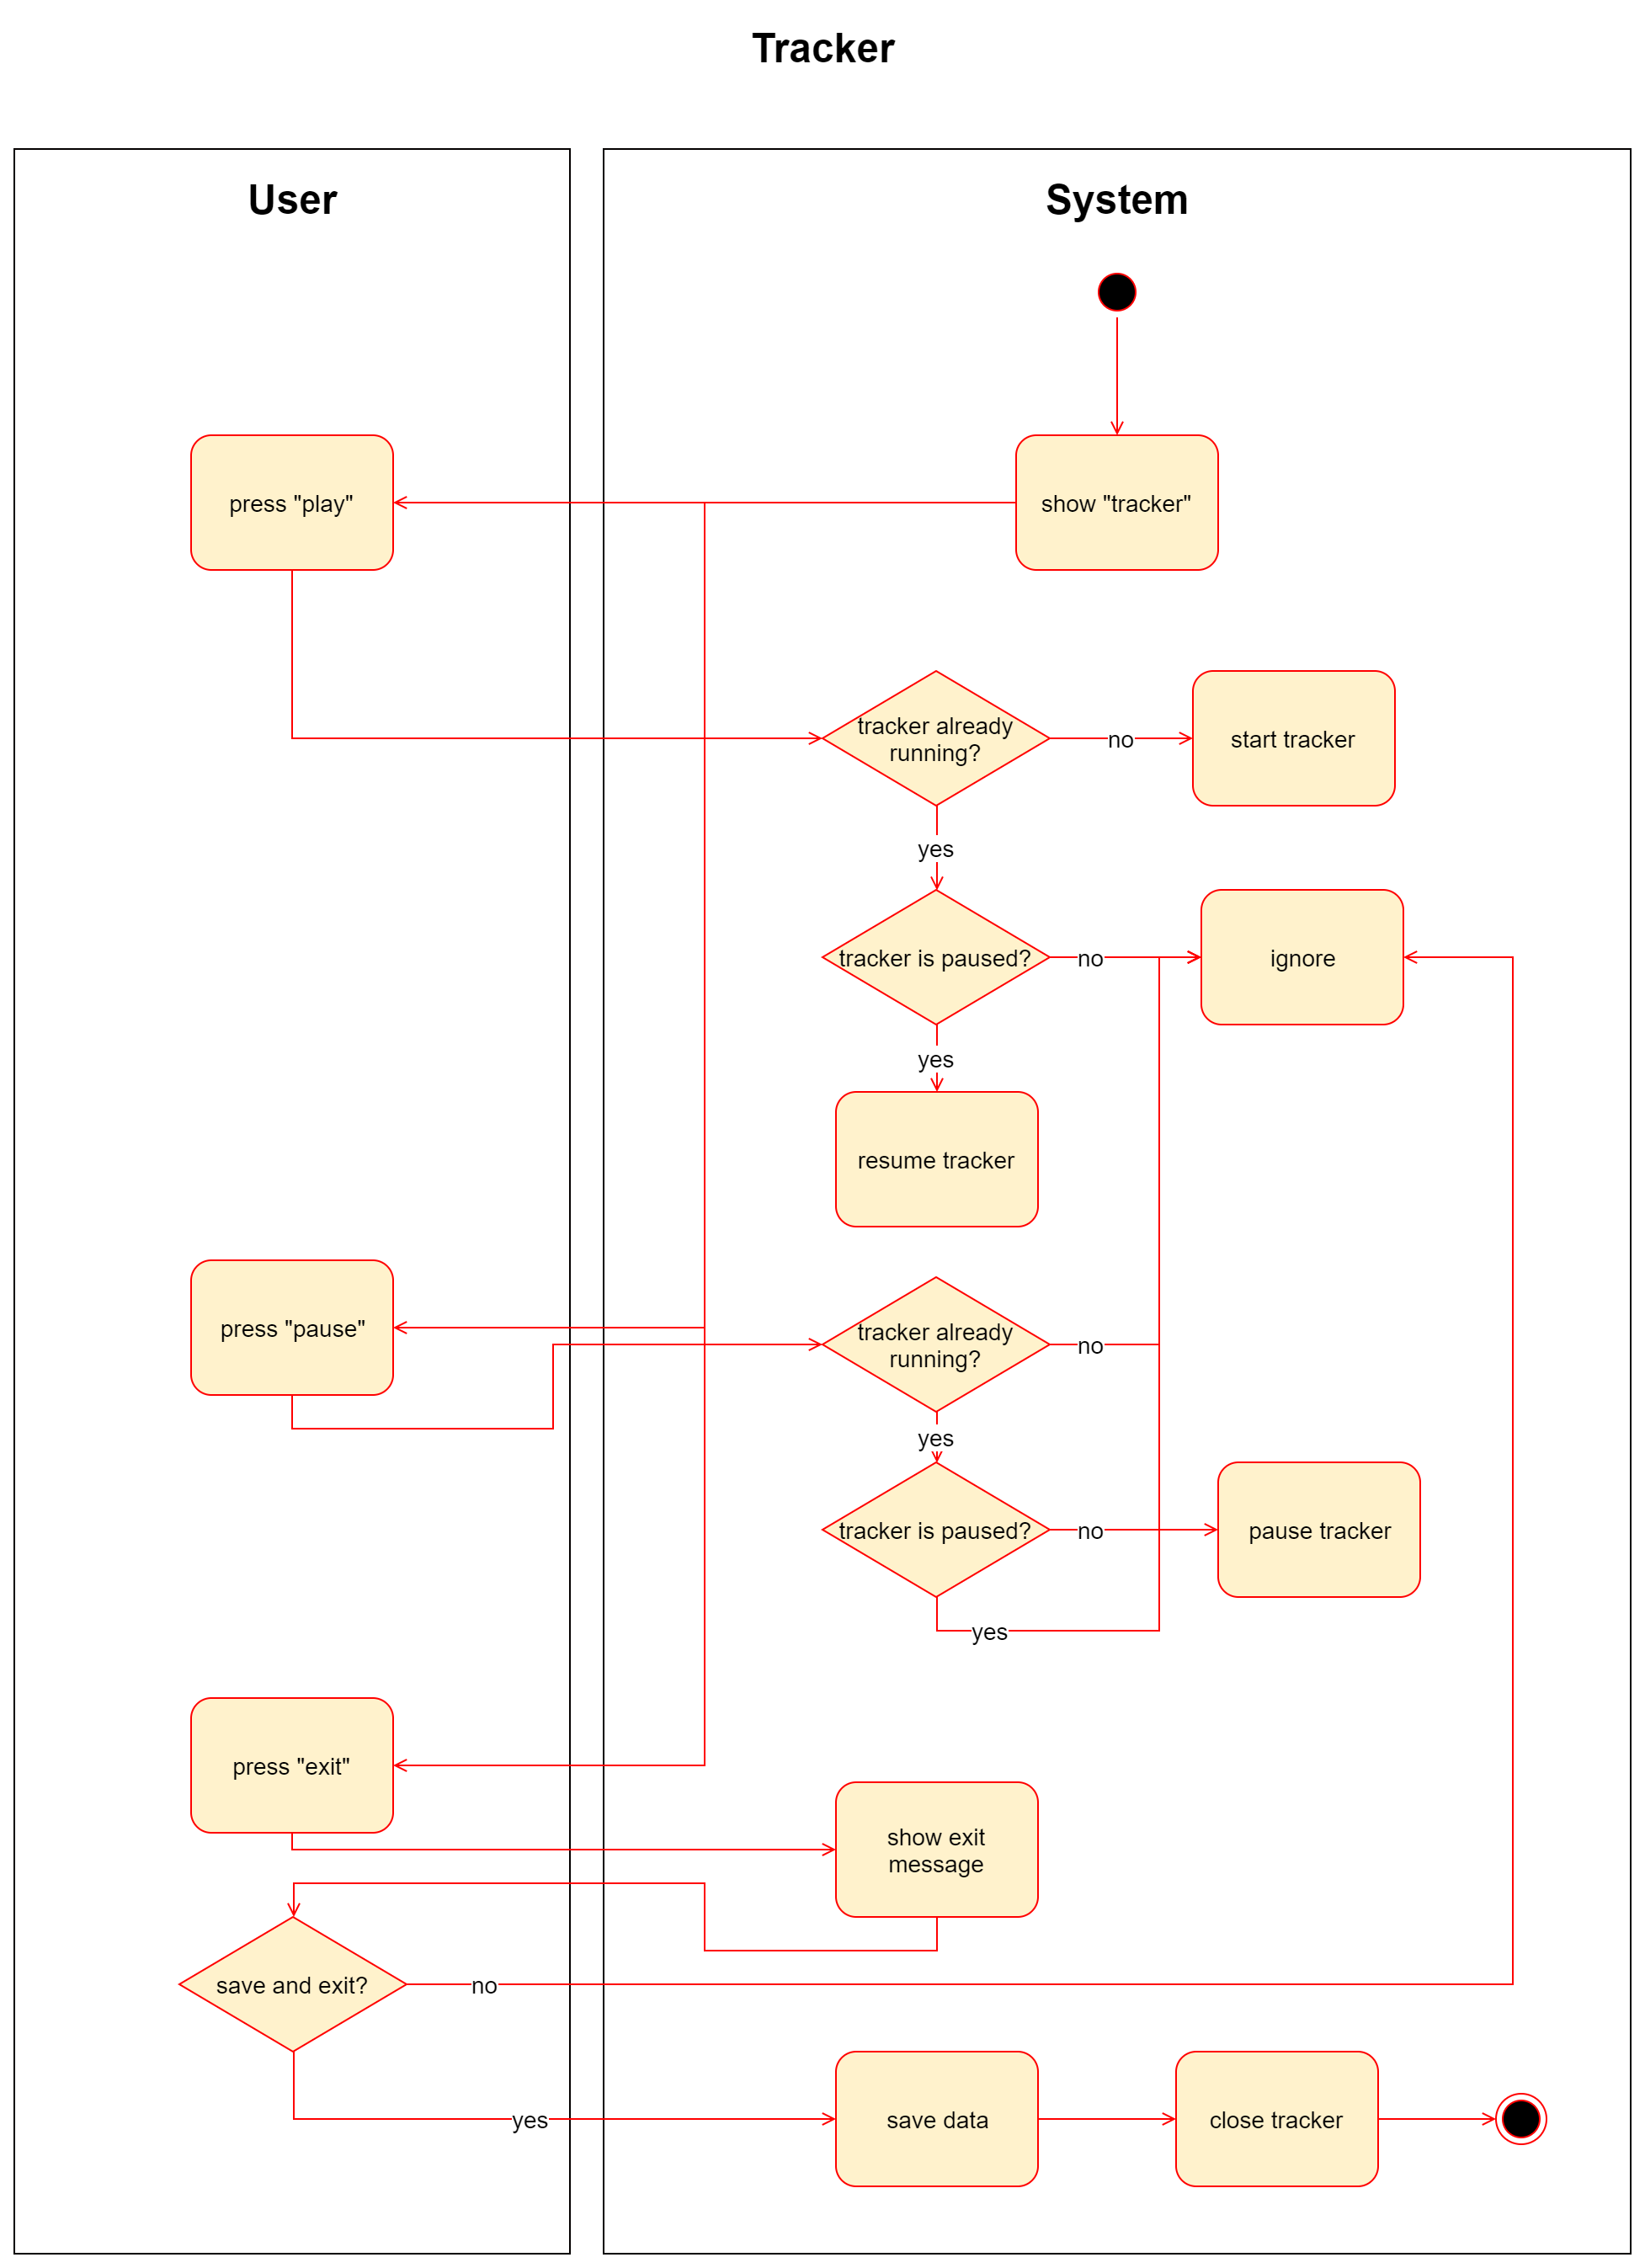 Tracker
User
System
press "play"
show "tracker"
tracker already
running?
no
start tracker
yes
tracker is paused?
no
ignore
yes
resume tracker
press "pause"
tracker already
running?
no
yes
tracker is paused?
no
pause tracker
yes
press "exit"
show exit
message
save and exit?
no
yes
save data
close tracker